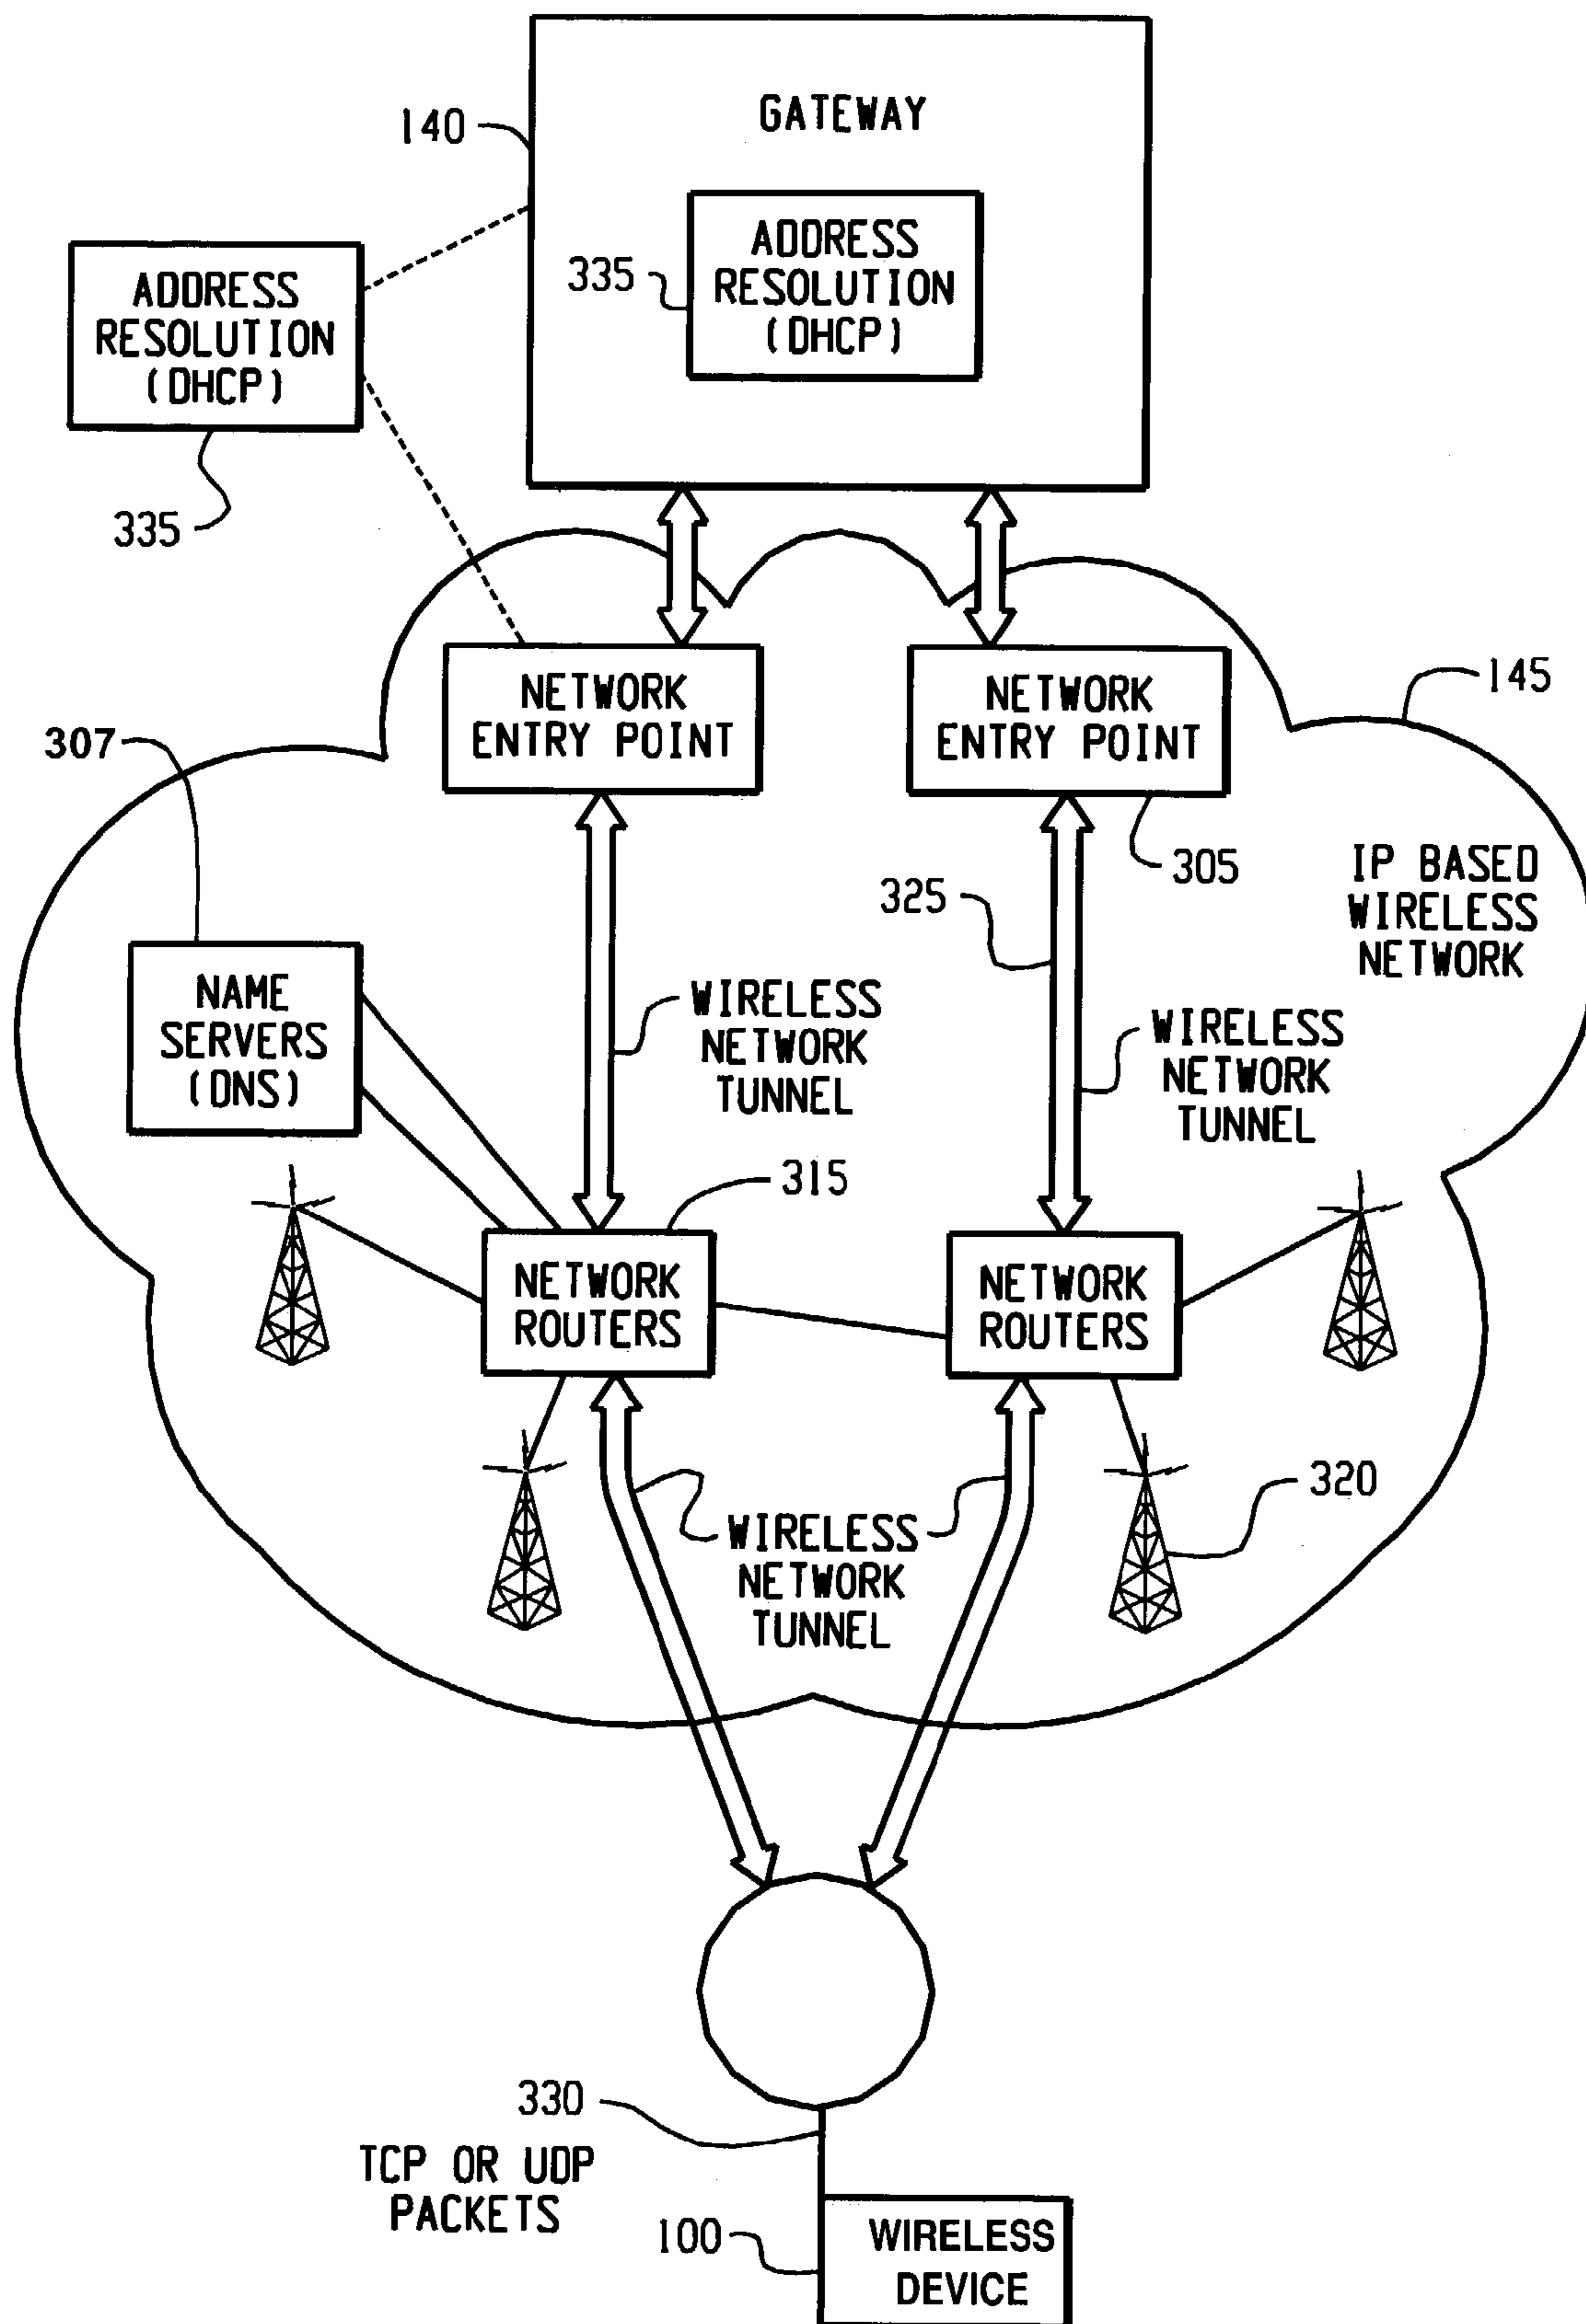 GATEWAY
140
ADDRESS
RESOLUTION
(DHCP)
335
ADDRESS
RESOLUTION
(DHCP)
335
NETWORK
ENTRY POINT
NETWORK
ENTRY POINT
145
307
305
325
IP BASED
WIRELESS
NETWORK
NAME
SERVERS
(DNS)
WIRELESS
NETWORK
TUNNEL
WIRELESS
NETWORK
TUNNEL
315
NETWORK
ROUTERS
NETWORK
ROUTERS
320
WIRELESS
NETWORK
TUNNEL
330
TCP OR UDP
PACKETS
100
WIRELESS
DEVICE